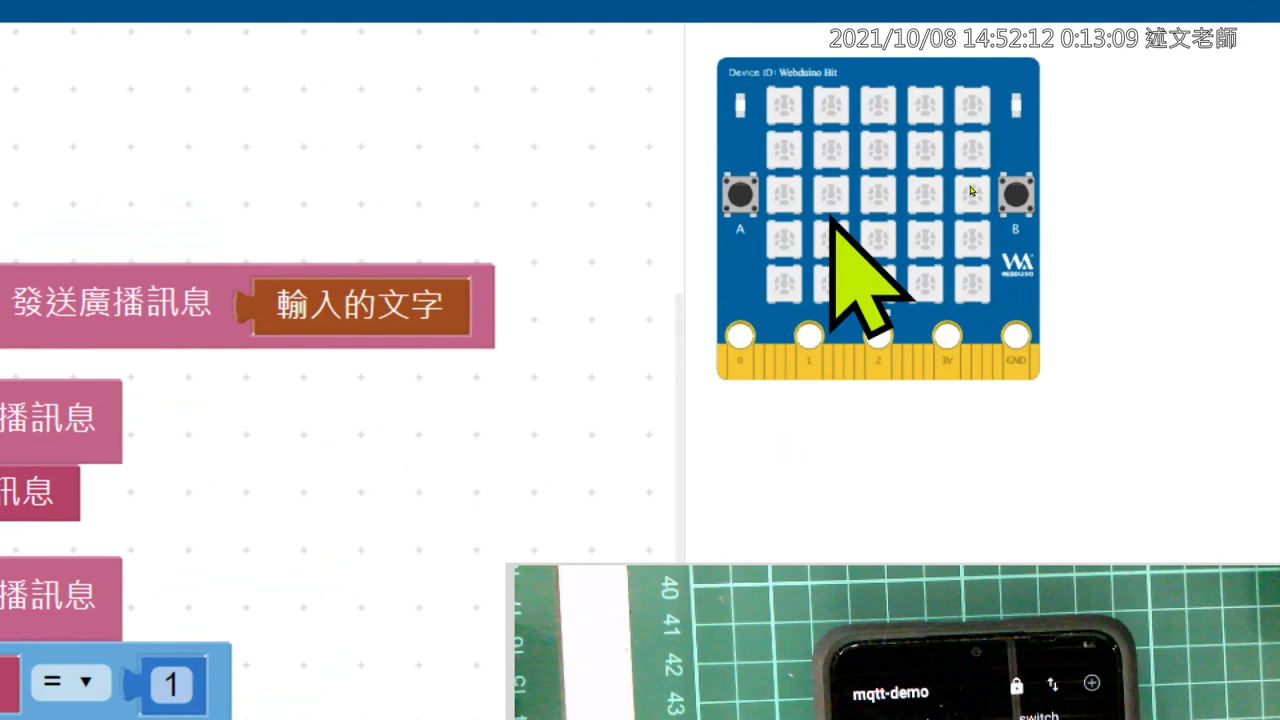 2021/10/08 14:52:12 0:13:09 述文老師
Device ID: Webduino Bit
A
B
WEBDUINO
0
1
2
3V
GND
發送廣播訊息
輸入的文字
播訊息
訊息
播訊息
=
1
40
41
42
43
mqtt-demo
switch